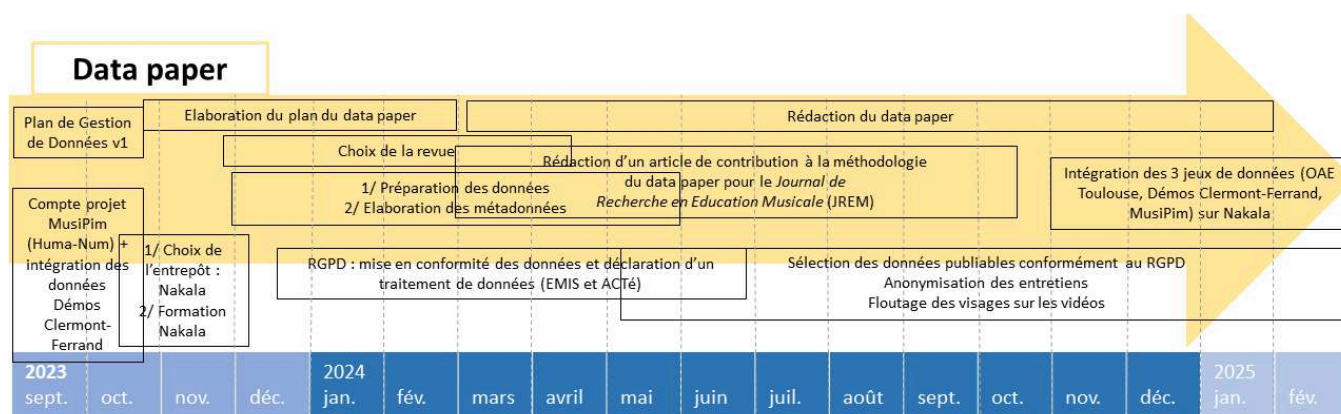 Data paper
Plan de Gestion
de Données v1
Elaboration du plan du data paper
Rédaction du data paper
Choix de la revue
Rédaction d’un article de contribution à la méthodologie
du data paper pour le Journal de
Recherche en Education Musicale (JREM)
1/ Préparation des données
2/ Elaboration des métadonnées
Intégration des 3 jeux de données (OAE
Toulouse, Démos Clermont-Ferrand,
MusiPim) sur Nakala
Compte projet
MusiPim
(Huma-Num) +
intégration des
données
Démos
Clermont-
Ferrand
1/ Choix de
l’entrepôt :
Nakala
2/ Formation
Nakala
RGPD : mise en conformité des données et déclaration d’un
traitement de données (EMIS et ACTé)
Sélection des données publiables conformément au RGPD
Anonymisation des entretiens
Floutage des visages sur les vidéos
2023 2024 2025
sept. oct. nov. déc. jan. fév. mars avril mai juin juil. août sept. oct. nov. déc. jan. fév.